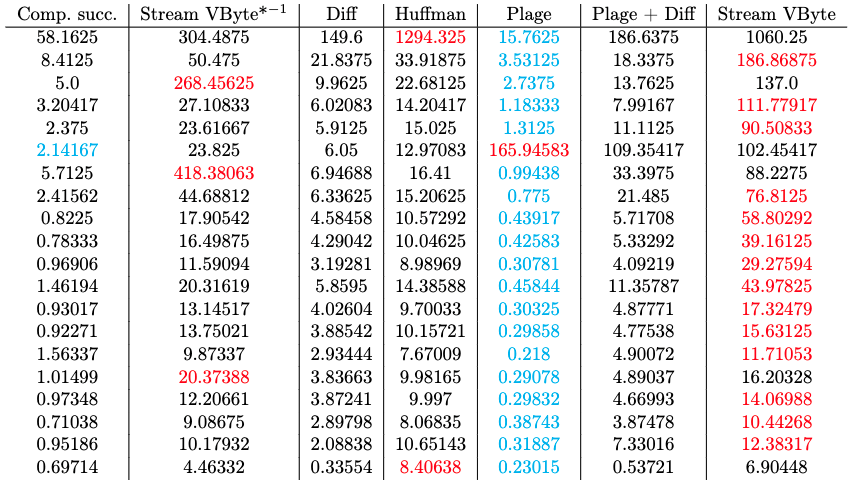 Comp. succ. Stream VByte*⁻¹ Diff Huffman Plage Plage + Diff Stream VByte
58.1625 304.4875 149.6 1294.325 15.7625 186.6375 1060.25
8.4125 50.475 21.8375 33.91875 3.53125 18.3375 186.86875
5.0 268.45625 9.9625 22.68125 2.7375 13.7625 137.0
3.20417 27.10833 6.02083 14.20417 1.18333 7.99167 111.77917
2.375 23.61667 5.9125 15.025 1.3125 11.1125 90.50833
2.14167 23.825 6.05 12.97083 165.94583 109.35417 102.45417
5.7125 418.38063 6.94688 16.41 0.99438 33.3975 88.2275
2.41562 44.68812 6.33625 15.20625 0.775 21.485 76.8125
0.8225 17.90542 4.58458 10.57292 0.43917 5.71708 58.80292
0.78333 16.49875 4.29042 10.04625 0.42583 5.33292 39.16125
0.96906 11.59094 3.19281 8.98969 0.30781 4.09219 29.27594
1.46194 20.31619 5.8595 14.38588 0.45844 11.35787 43.97825
0.93017 13.14517 4.02604 9.70033 0.30325 4.87771 17.32479
0.92271 13.75021 3.88542 10.15721 0.29858 4.77538 15.63125
1.56337 9.87337 2.93444 7.67009 0.218 4.90072 11.71053
1.01499 20.37388 3.83663 9.98165 0.29078 4.89037 16.20328
0.97348 12.20661 3.87241 9.997 0.29832 4.66993 14.06988
0.71038 9.08675 2.89798 8.06835 0.38743 3.87478 10.44268
0.95186 10.17932 2.08838 10.65143 0.31887 7.33016 12.38317
0.69714 4.46332 0.33554 8.40638 0.23015 0.53721 6.90448